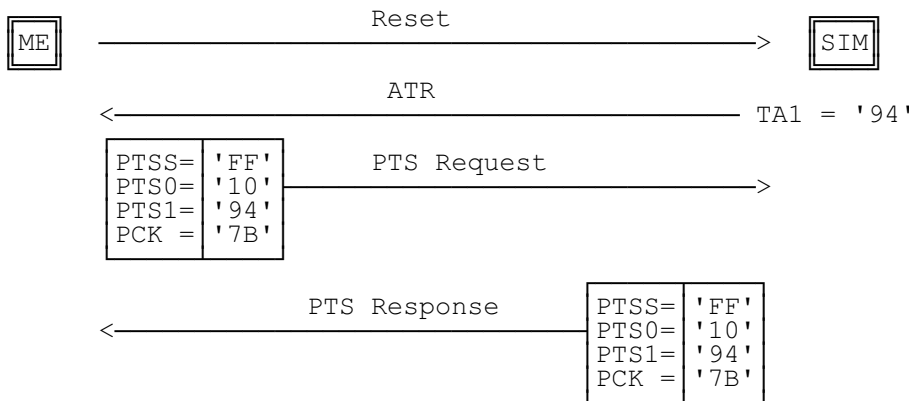 Reset
ME SIM
ATR
TA1 = '94'
PTSS= 'FF' PTS Request
PTS0= '10'
PTS1= '94'
PCK = '7B'
PTS Response PTSS= 'FF'
PTS0= '10'
PTS1= '94'
PCK = '7B'